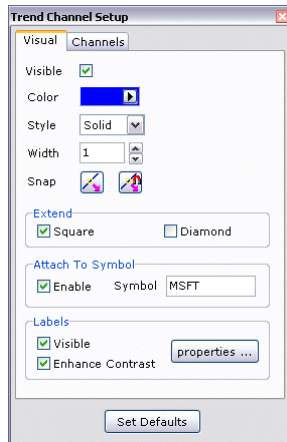 Trend Channel Setup
Visual Channels
Visible
Color
Style Solid
Width 1
Snap
Extend
Square Diamond
Attach To Symbol
Enable Symbol MSFT
Labels
Visible
properties ...
Enhance Contrast
Set Defaults